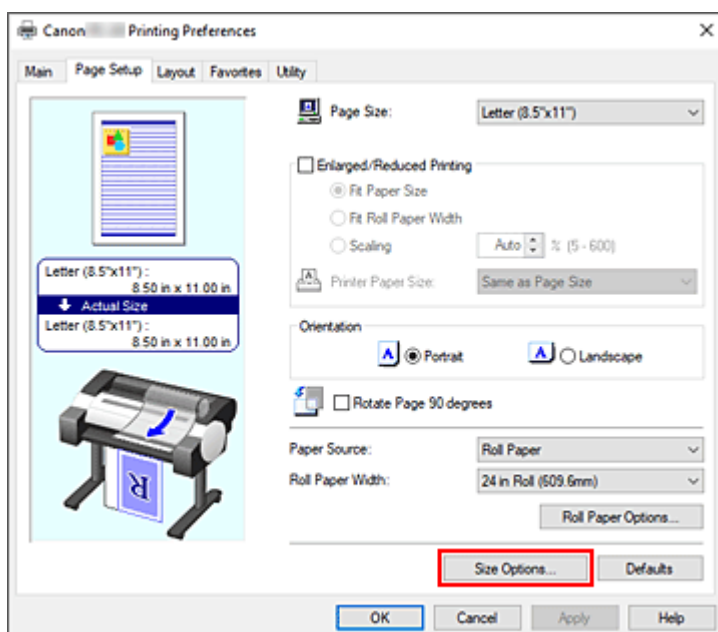 Canon Printing Preferences
Main Page Setup Layout Favorites Utility
Page Size: Letter (8.5"x11")
Enlarged/Reduced Printing
Fit Paper Size
Fit Roll Paper Width
Scaling Auto % (5 - 600)
Printer Paper Size: Same as Page Size
Letter (8.5"x11") :
8.50 in x 11.00 in
Actual Size
Letter (8.5"x11") :
8.50 in x 11.00 in
Orientation
A Portrait A Landscape
Rotate Page 90 degrees
Paper Source: Roll Paper
Roll Paper Width: 24 in Roll (609.6mm)
R
Roll Paper Options...
Size Options... Defaults
OK Cancel Apply Help